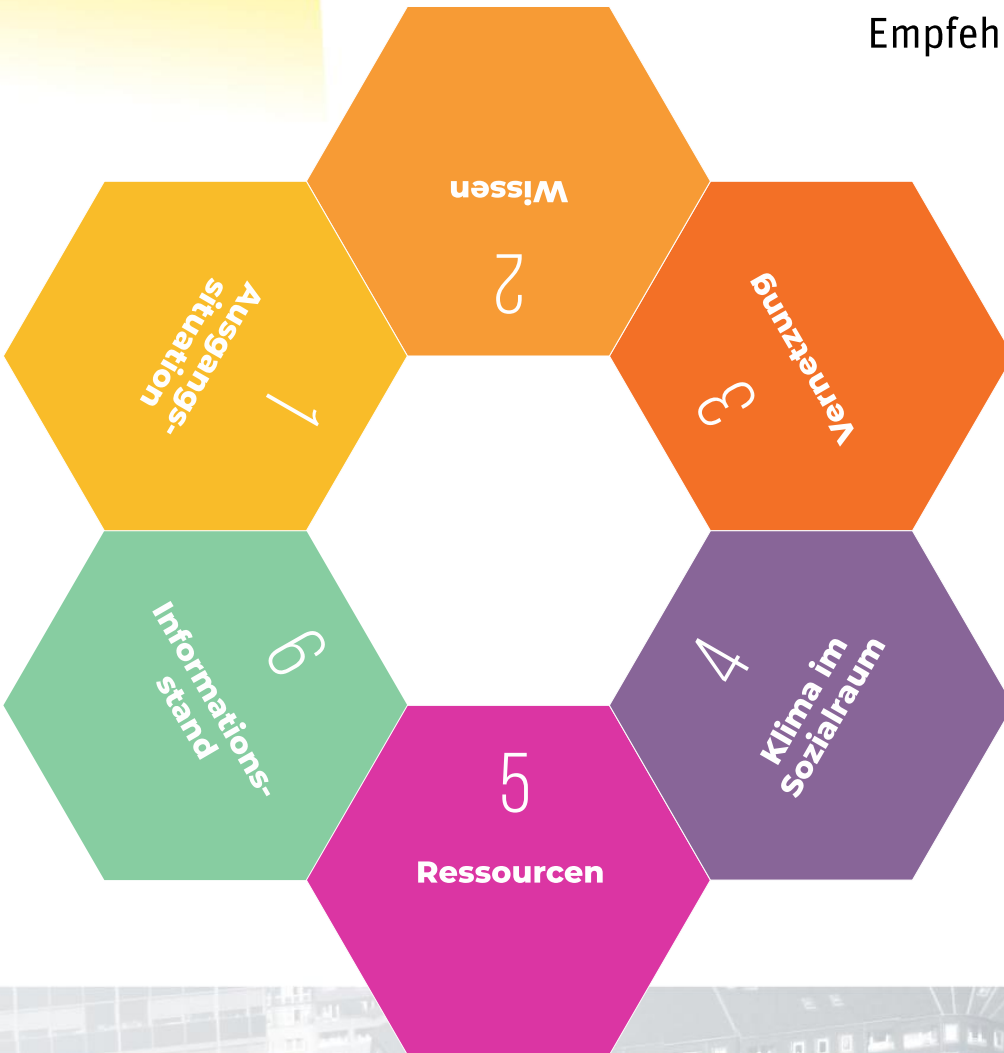 Empfeh
1
Ausgangs-
situation
2
Wissen
3
Vernetzung
4
Klima im
Sozialraum
5
Ressourcen
6
Informations-
stand